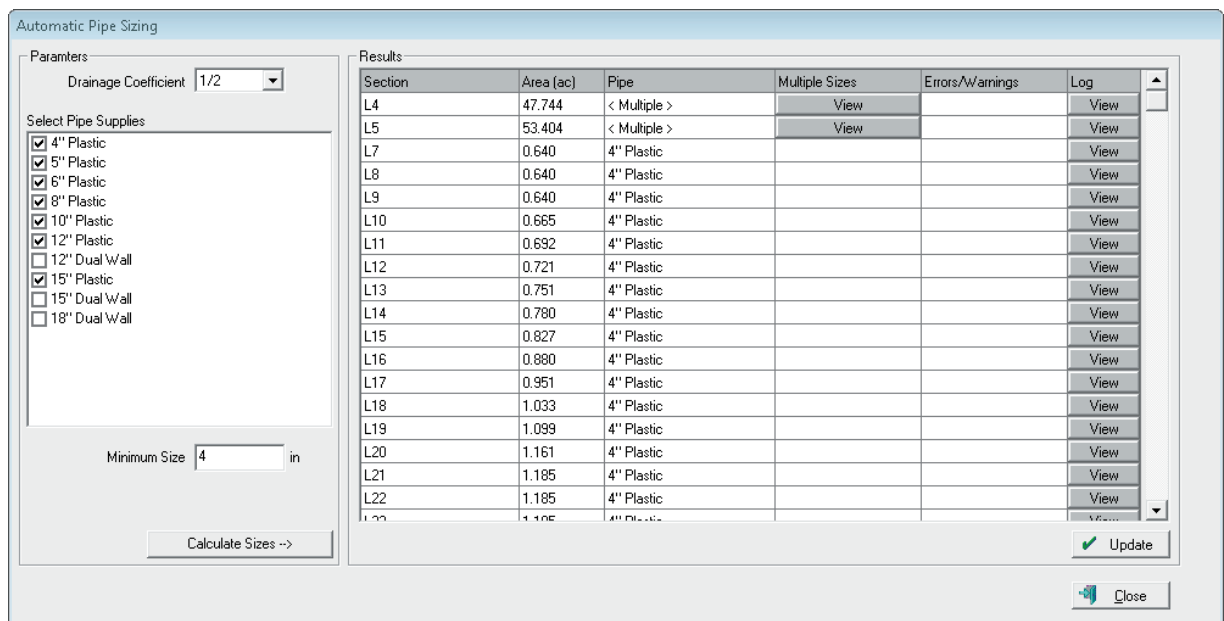 Automatic Pipe Sizing
Paramters
Drainage Coefficient 1/2
Select Pipe Supplies
4" Plastic
5" Plastic
6" Plastic
8" Plastic
10" Plastic
12" Plastic
12" Dual Wall
15" Plastic
15" Dual Wall
18" Dual Wall
Minimum Size 4 in
Calculate Sizes -->
Results
Section Area (ac) Pipe Multiple Sizes Errors/Warnings Log
L4 47.744 < Multiple > View View
L5 53.404 < Multiple > View View
L7 0.640 4" Plastic View
L8 0.640 4" Plastic View
L9 0.640 4" Plastic View
L10 0.665 4" Plastic View
L11 0.692 4" Plastic View
L12 0.721 4" Plastic View
L13 0.751 4" Plastic View
L14 0.780 4" Plastic View
L15 0.827 4" Plastic View
L16 0.880 4" Plastic View
L17 0.951 4" Plastic View
L18 1.033 4" Plastic View
L19 1.099 4" Plastic View
L20 1.161 4" Plastic View
L21 1.185 4" Plastic View
L22 1.185 4" Plastic View
Update
Close